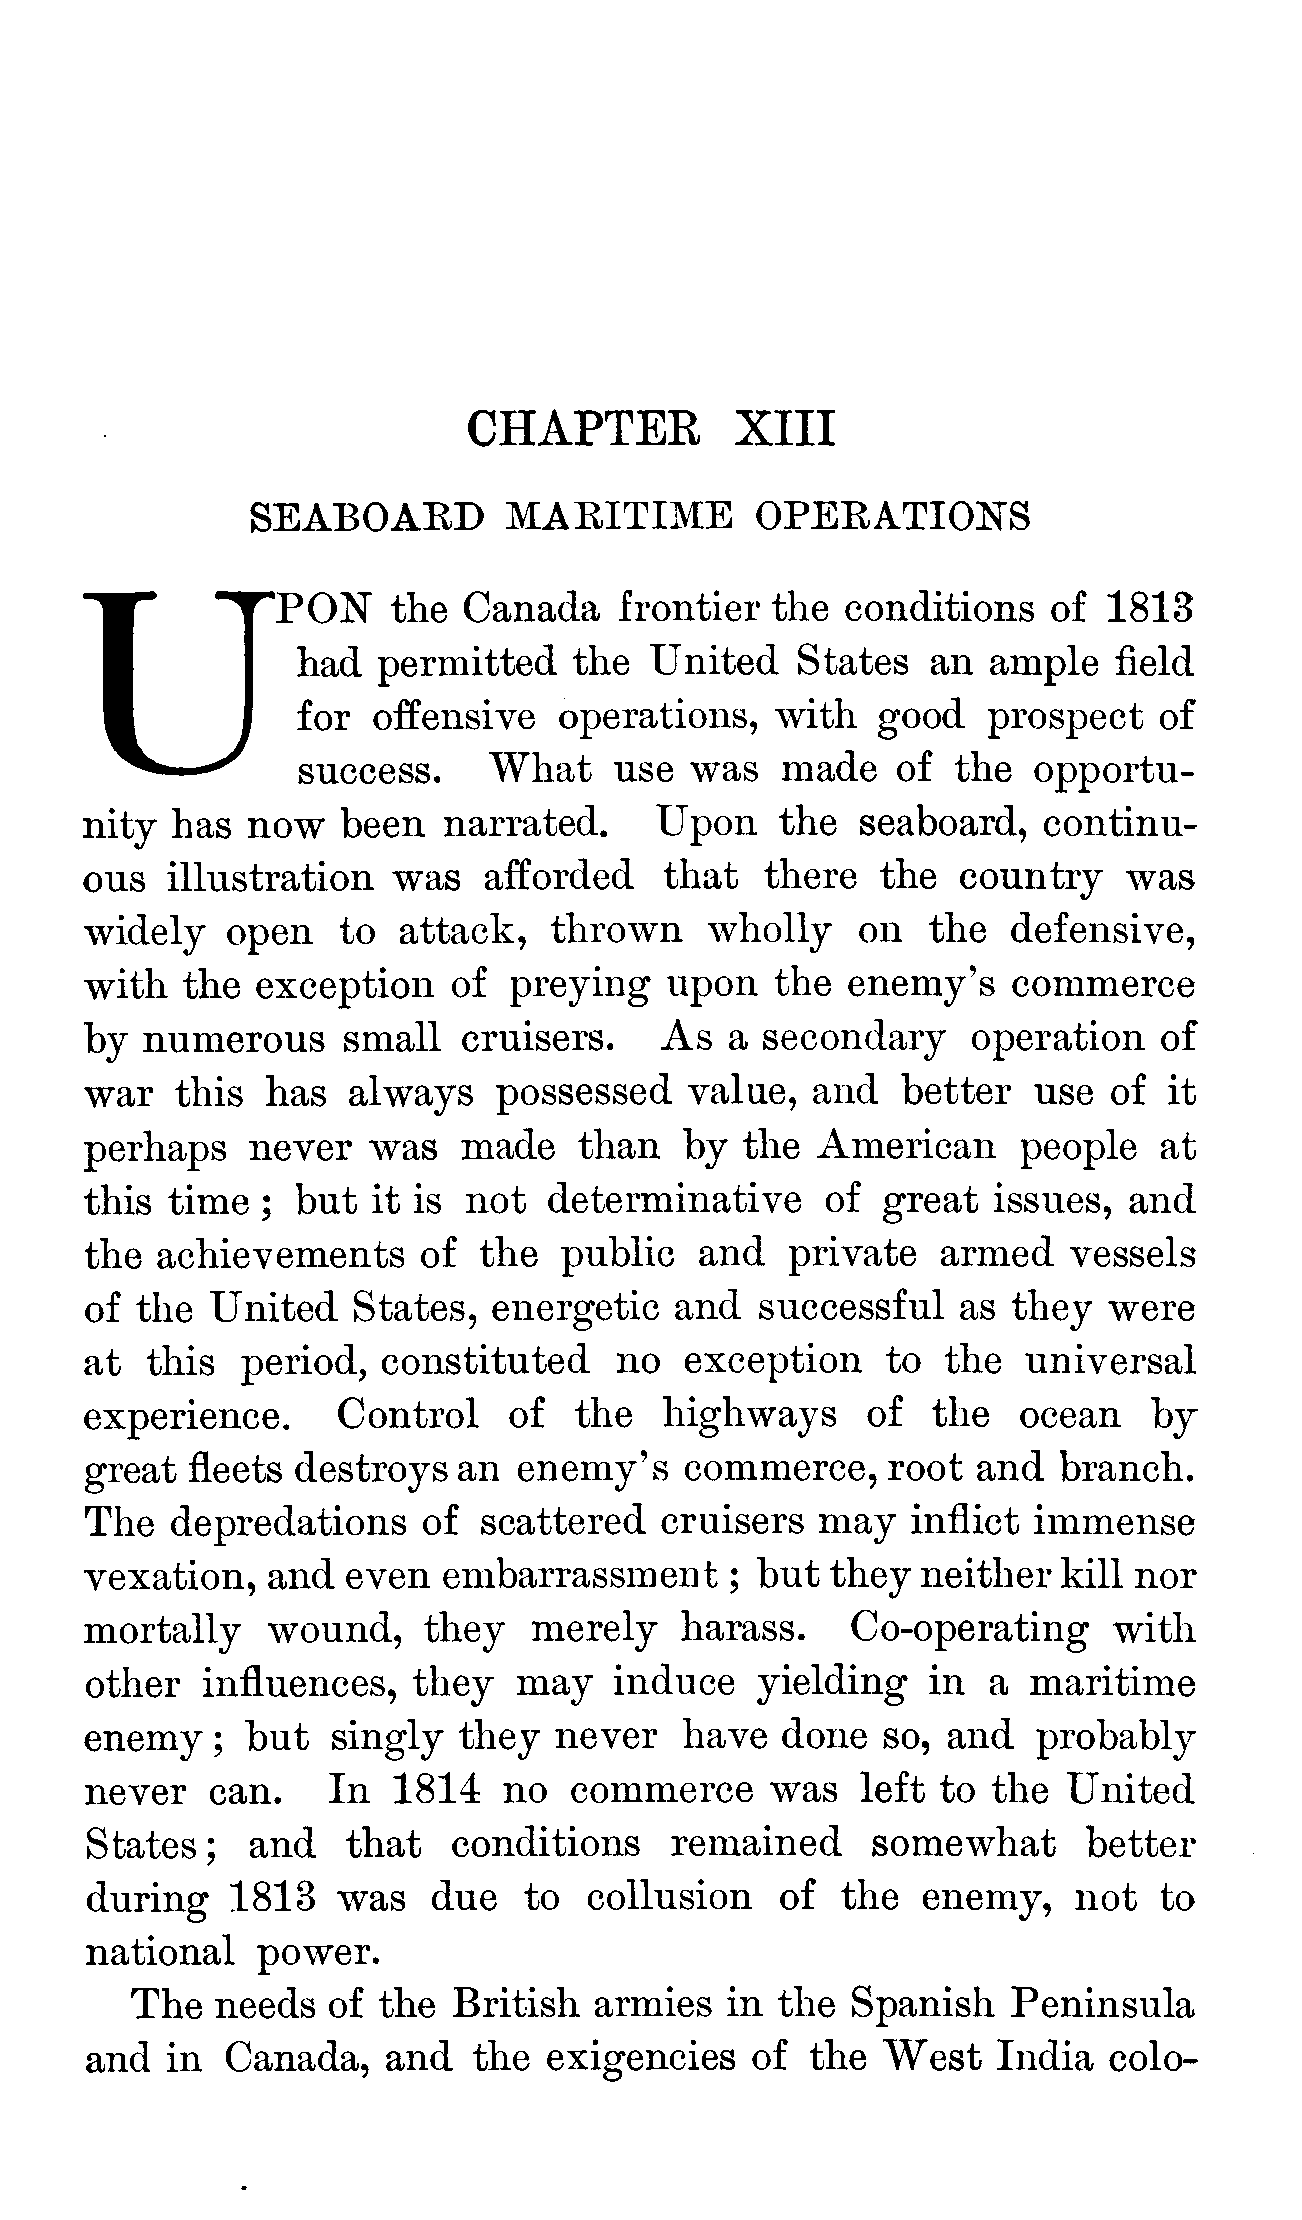 CHAPTER XIII
SEABOARD MARITIME OPERATIONS
UPON the Canada frontier the conditions of 1813
had permitted the United States an ample field
for offensive operations, with good prospect of
success. What use was made of the opportu-
nity has now been narrated. Upon the seaboard, continu-
ous illustration was afforded that there the country was
widely open to attack, thrown wholly on the defensive,
with the exception of preying upon the enemy's commerce
by numerous small cruisers. As a secondary operation of
war this has always possessed value, and better use of it
perhaps never was made than by the American people at
this time; but it is not determinative of great issues, and
the achievements of the public and private armed vessels
of the United States, energetic and successful as they were
at this period, constituted no exception to the universal
experience. Control of the highways of the ocean by
great fleets destroys an enemy's commerce, root and branch.
The depredations of scattered cruisers may inflict immense
vexation, and even embarrassment; but they neither kill nor
mortally wound, they merely harass. Co-operating with
other influences, they may induce yielding in a maritime
enemy; but singly they never have done so, and probably
never can. In 1814 no commerce was left to the United
States; and that conditions remained somewhat better
during 1813 was due to collusion of the enemy, not to
national power.
The needs of the British armies in the Spanish Peninsula
and in Canada, and the exigencies of the West India colo-